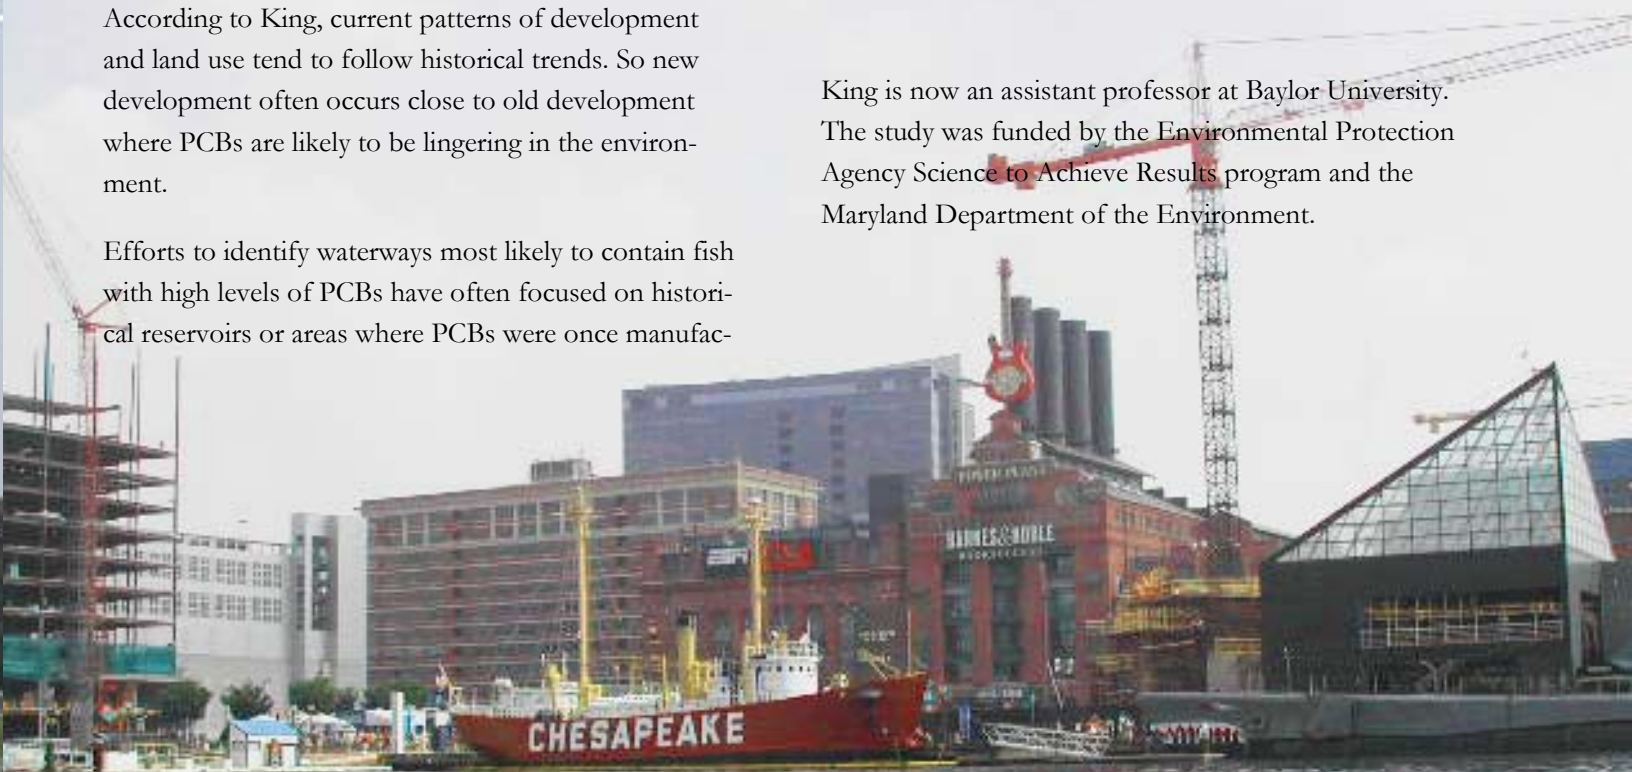 According to King, current patterns of development
and land use tend to follow historical trends. So new
development often occurs close to old development
where PCBs are likely to be lingering in the environ-
ment.
Efforts to identify waterways most likely to contain fish
with high levels of PCBs have often focused on histori-
cal reservoirs or areas where PCBs were once manufac-
King is now an assistant professor at Baylor University.
The study was funded by the Environmental Protection
Agency Science to Achieve Results program and the
Maryland Department of the Environment.
POWER PLANT
BARNES & NOBLE
BOOKSELLERS
CHESAPEAKE